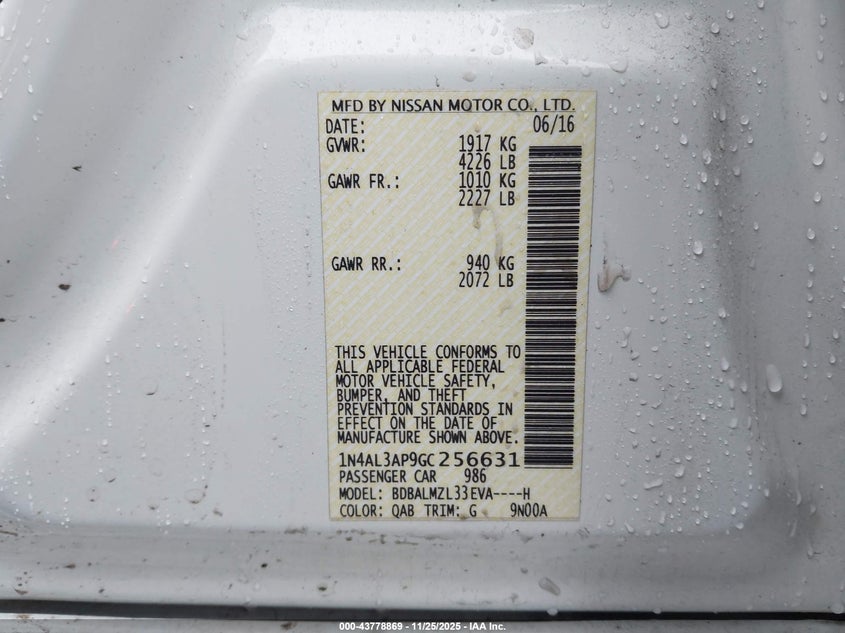 MFD BY NISSAN MOTOR CO., LTD.
DATE: 06/16
GVWR: 1917 KG
4226 LB
GAWR FR.: 1010 KG
2227 LB
GAWR RR.: 940 KG
2072 LB
THIS VEHICLE CONFORMS TO
ALL APPLICABLE FEDERAL
MOTOR VEHICLE SAFETY,
BUMPER, AND THEFT
PREVENTION STANDARDS IN
EFFECT ON THE DATE OF
MANUFACTURE SHOWN ABOVE.
1N4AL3AP9GC256631
PASSENGER CAR 986
MODEL: BDBALMZL33EVA----H
COLOR: QAB TRIM: G 9N00A
000-43778869 • 11/25/2025 • IAA Inc.